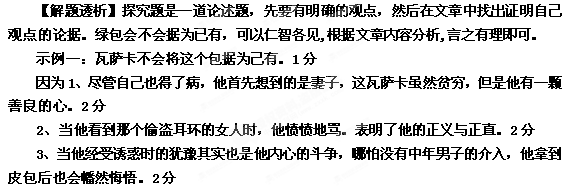 【解题透析】探究题是一道论述题，先要有明确的观点，然后在文章中找出证明自己
观点的论据。绿包会不会据为已有，可以仁智各见,根据文章内容分析,言之有理即可。
示例一：瓦萨卡不会将这个包据为己有。1分
因为1、尽管自己也得了病，他首先想到的是妻子，这瓦萨卡虽然贫穷，但是他有一颗
善良的心。2分
2、当他看到那个偷盗耳环的女人时，他愤愤地骂。表明了他的正义与正直。2分
3、当他经受诱惑时的犹豫其实也是他内心的斗争，哪怕没有中年男子的介入，他拿到
皮包后也会幡然悔悟。2分